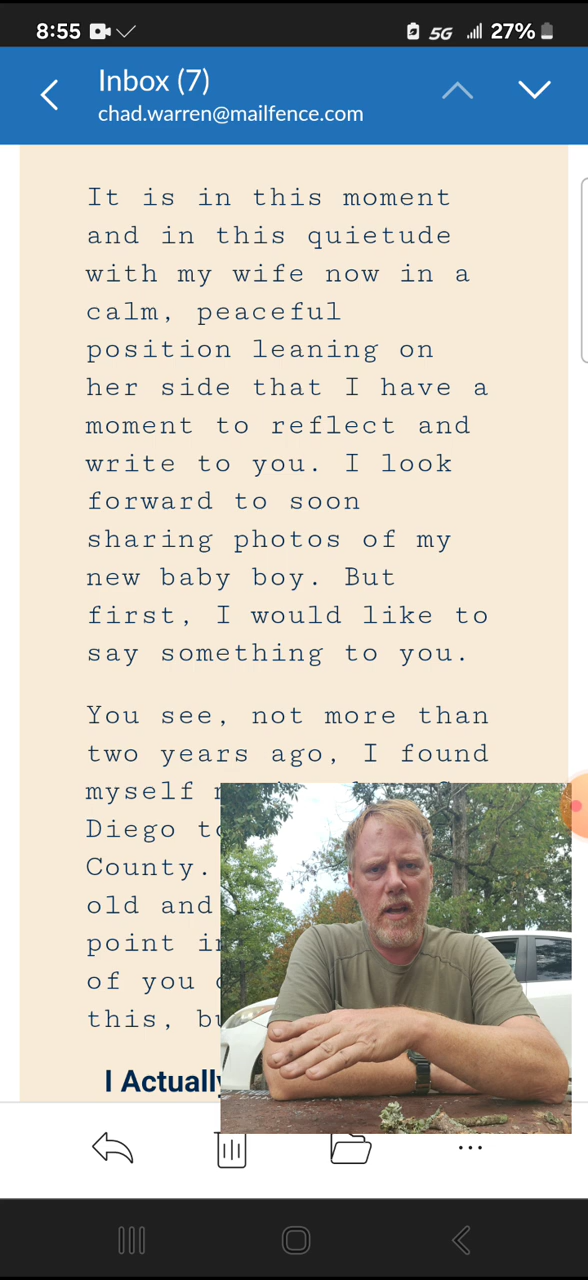 8:55 5G 27%
Inbox (7)
chad.warren@mailfence.com
It is in this moment
and in this quietude
with my wife now in a
calm, peaceful
position leaning on
her side that I have a
moment to reflect and
write to you. I look
forward to soon
sharing photos of my
new baby boy. But
first, I would like to
say something to you.
You see, not more than
two years ago, I found
myself
Diego
County.
old and
point
of you
this,
I Actually